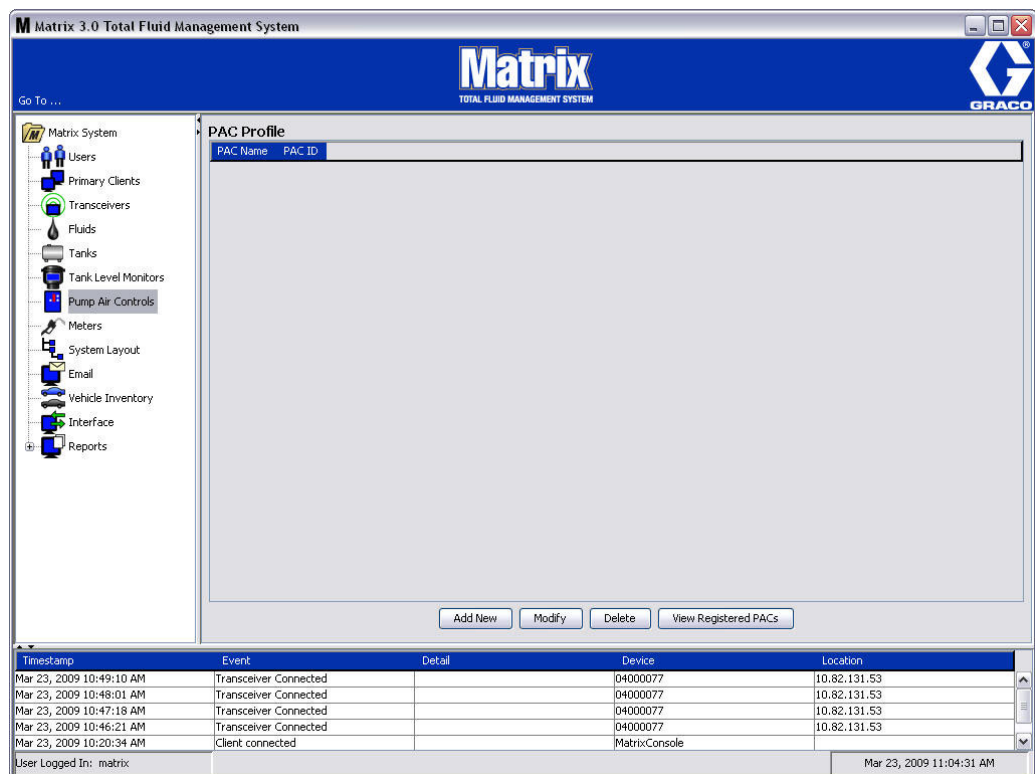 M Matrix 3.0 Total Fluid Management System
Matrix
TOTAL FLUID MANAGEMENT SYSTEM
Go To ...
®
GRACO
M Matrix System
Users
Primary Clients
Transceivers
Fluids
Tanks
Tank Level Monitors
Pump Air Controls
Meters
System Layout
Email
Vehicle Inventory
Interface
Reports
PAC Profile
PAC Name PAC ID
Add New Modify Delete View Registered PACs
Timestamp Event Detail Device Location
Mar 23, 2009 10:49:10 AM Transceiver Connected 04000077 10.82.131.53
Mar 23, 2009 10:48:01 AM Transceiver Connected 04000077 10.82.131.53
Mar 23, 2009 10:47:18 AM Transceiver Connected 04000077 10.82.131.53
Mar 23, 2009 10:46:21 AM Transceiver Connected 04000077 10.82.131.53
Mar 23, 2009 10:20:34 AM Client connected MatrixConsole
User Logged In: matrix Mar 23, 2009 11:04:31 AM